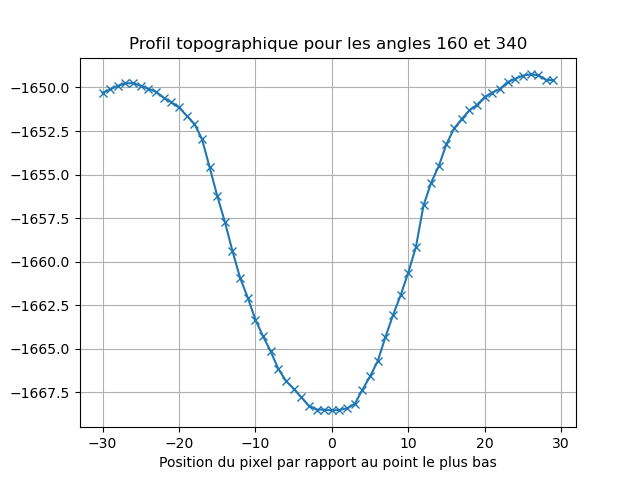 Profil topographique pour les angles 160 et 340
−1650.0
−1652.5
−1655.0
−1657.5
−1660.0
−1662.5
−1665.0
−1667.5
−30 −20 −10 0 10 20 30
Position du pixel par rapport au point le plus bas